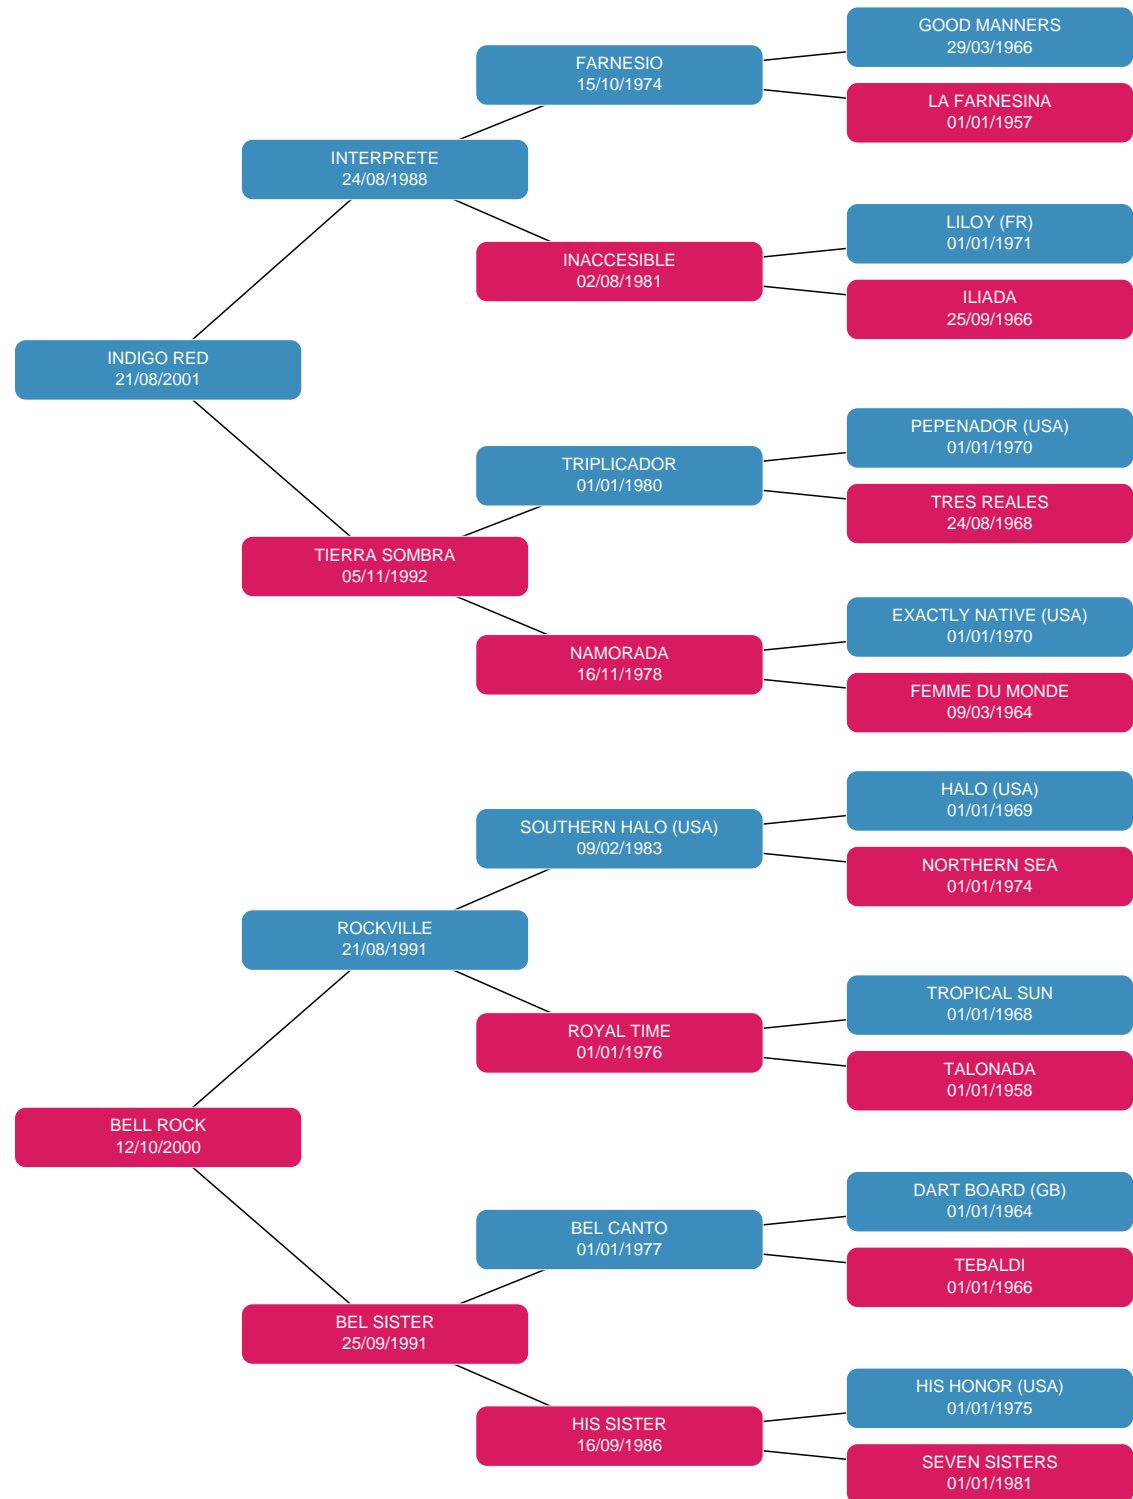 GOOD MANNERS
29/03/1966
FARNESIO
15/10/1974
LA FARNESINA
01/01/1957
INTERPRETE
24/08/1988
LILOY (FR)
01/01/1971
INACCESIBLE
02/08/1981
ILIADA
25/09/1966
INDIGO RED
21/08/2001
PEPENADOR (USA)
01/01/1970
TRIPLICADOR
01/01/1980
TRES REALES
24/08/1968
TIERRA SOMBRA
05/11/1992
EXACTLY NATIVE (USA)
01/01/1970
NAMORADA
16/11/1978
FEMME DU MONDE
09/03/1964
HALO (USA)
01/01/1969
SOUTHERN HALO (USA)
09/02/1983
NORTHERN SEA
01/01/1974
ROCKVILLE
21/08/1991
TROPICAL SUN
01/01/1968
ROYAL TIME
01/01/1976
TALONADA
01/01/1958
BELL ROCK
12/10/2000
DART BOARD (GB)
01/01/1964
BEL CANTO
01/01/1977
TEBALDI
01/01/1966
BEL SISTER
25/09/1991
HIS HONOR (USA)
01/01/1975
HIS SISTER
16/09/1986
SEVEN SISTERS
01/01/1981